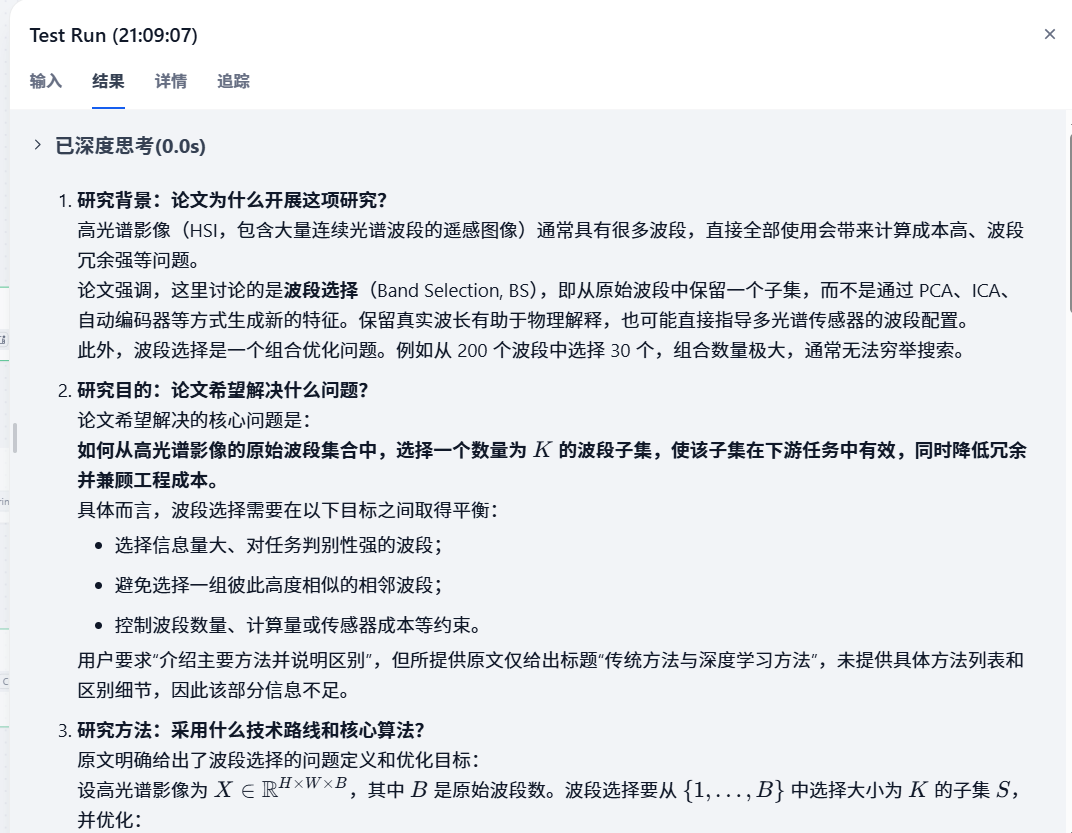 Test Run (21:09:07)
输入 结果 详情 追踪
已深度思考(0.0s)
1. 研究背景：论文为什么开展这项研究？
高光谱影像（HSI，包含大量连续光谱波段的遥感图像）通常具有很多波段，直接全部使用会带来计算成本高、波段
冗余强等问题。
论文强调，这里讨论的是波段选择（Band Selection, BS），即从原始波段中保留一个子集，而不是通过 PCA、ICA、
自动编码器等方式生成新的特征。保留真实波长有助于物理解释，也可能直接指导多光谱传感器的波段配置。
此外，波段选择是一个组合优化问题。例如从 200 个波段中选择 30 个，组合数量极大，通常无法穷举搜索。
2. 研究目的：论文希望解决什么问题？
论文希望解决的核心问题是：
如何从高光谱影像的原始波段集合中，选择一个数量为 K 的波段子集，使该子集在下游任务中有效，同时降低冗余
并兼顾工程成本。
具体而言，波段选择需要在以下目标之间取得平衡：
• 选择信息量大、对任务判别性强的波段；
• 避免选择一组彼此高度相似的相邻波段；
• 控制波段数量、计算量或传感器成本等约束。
用户要求“介绍主要方法并说明区别”，但所提供原文仅给出标题“传统方法与深度学习方法”，未提供具体方法列表和
区别细节，因此该部分信息不足。
3. 研究方法：采用什么技术路线和核心算法？
原文明确给出了波段选择的问题定义和优化目标：
设高光谱影像为 X ∈ ℝ^{H×W×B}，其中 B 是原始波段数。波段选择要从 {1, . . . , B} 中选择大小为 K 的子集 S，
并优化：